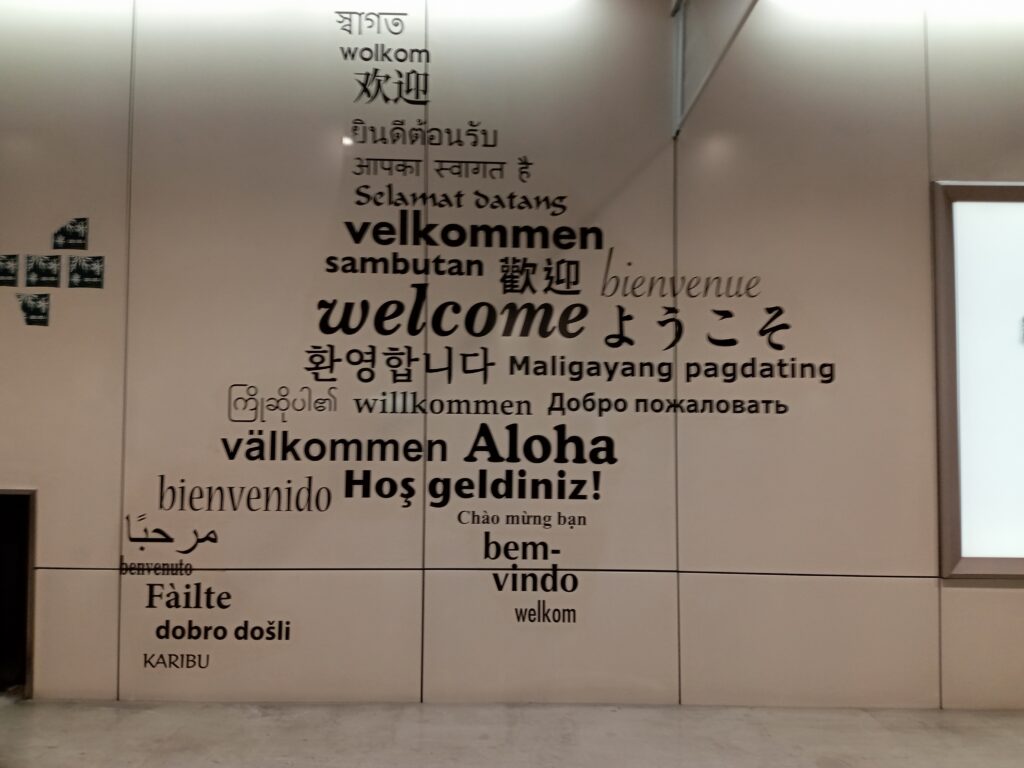 স্বাগত
wolkom
欢迎
ยินดีต้อนรับ
आपका स्वागत है
Selamat datang
velkommen
sambutan 歡迎 bienvenue
welcome ようこそ
환영합니다 Maligayang pagdating
ကြိုဆိုပါ၏ willkommen Добро пожаловать
välkommen Aloha
bienvenido Hoş geldiniz!
Chào mừng bạn
مرحبًا
bem-
benvenuto vindo
Fàilte welkom
dobro došli
KARIBU